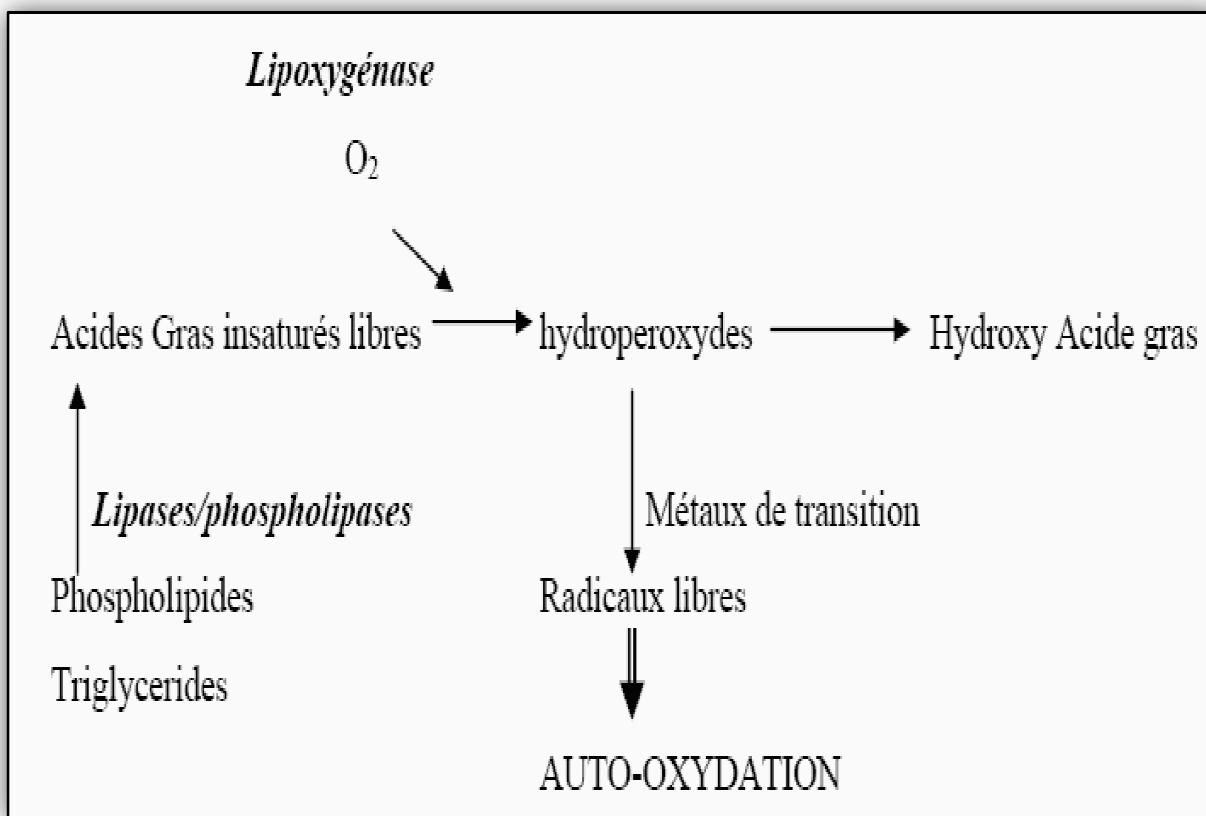 Lipoxygénase
O₂
Acides Gras insaturés libres hydroperoxydes Hydroxy Acide gras
Lipases/phospholipases Métaux de transition
Phospholipides Radicaux libres
Triglycerides
AUTO-OXYDATION